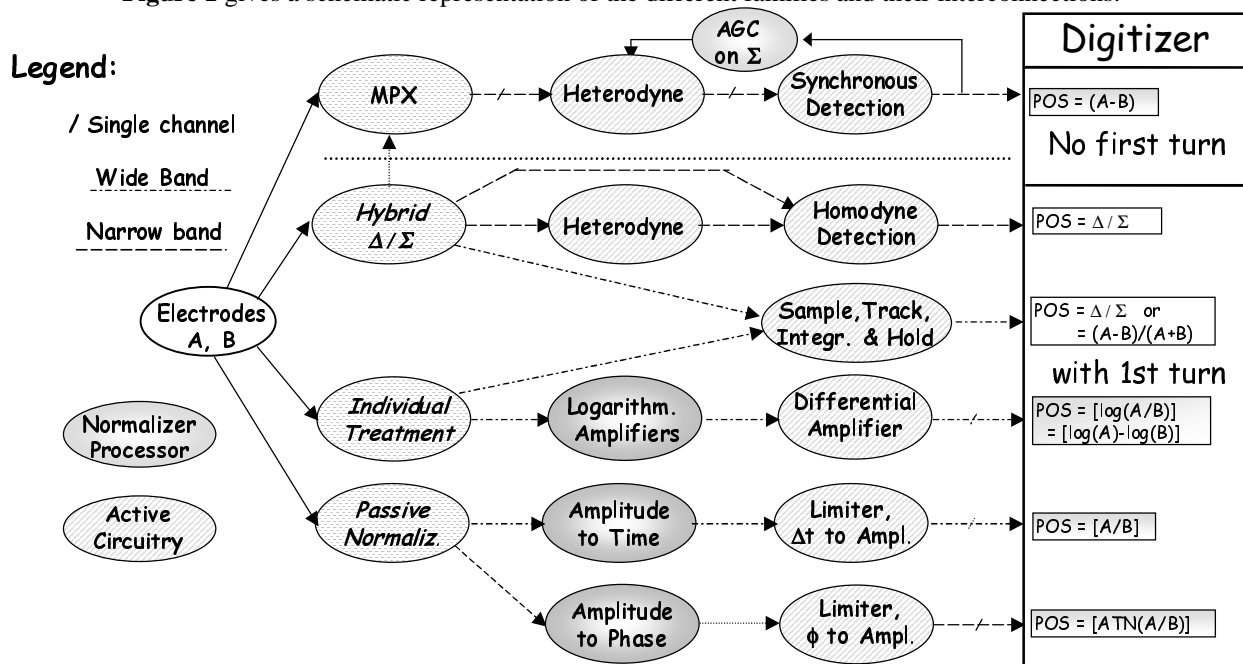 Figure 1 gives a schematic representation of the different families and their interconnections.
Legend:
/ Single channel
Wide Band
Narrow band
Electrodes
A, B
Normalizer
Processor
Active
Circuitry
AGC
on Σ
MPX
Heterodyne
Synchronous
Detection
Hybrid
Δ/Σ
Heterodyne
Homodyne
Detection
Sample, Track,
Integr. & Hold
Individual
Treatment
Logarithm.
Amplifiers
Differential
Amplifier
Passive
Normaliz.
Amplitude
to Time
Limiter,
Δt to Ampl.
Amplitude
to Phase
Limiter,
ϕ to Ampl.
Digitizer
POS = (A-B)
No first turn
POS = Δ/Σ
POS = Δ/Σ or
= (A-B)/(A+B)
with 1st turn
POS = [log(A/B)]
= [log(A)-log(B)]
POS = [A/B]
POS = [ATN(A/B)]